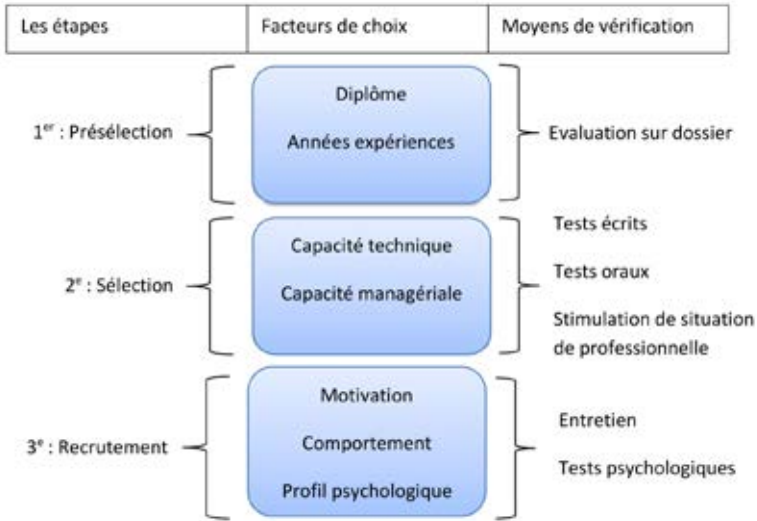 Les étapes
Facteurs de choix
Moyens de vérification
1er : Présélection
Diplôme
Années expériences
Evaluation sur dossier
2e : Sélection
Capacité technique
Capacité managériale
Tests écrits
Tests oraux
Stimulation de situation
de professionnelle
3e : Recrutement
Motivation
Comportement
Profil psychologique
Entretien
Tests psychologiques